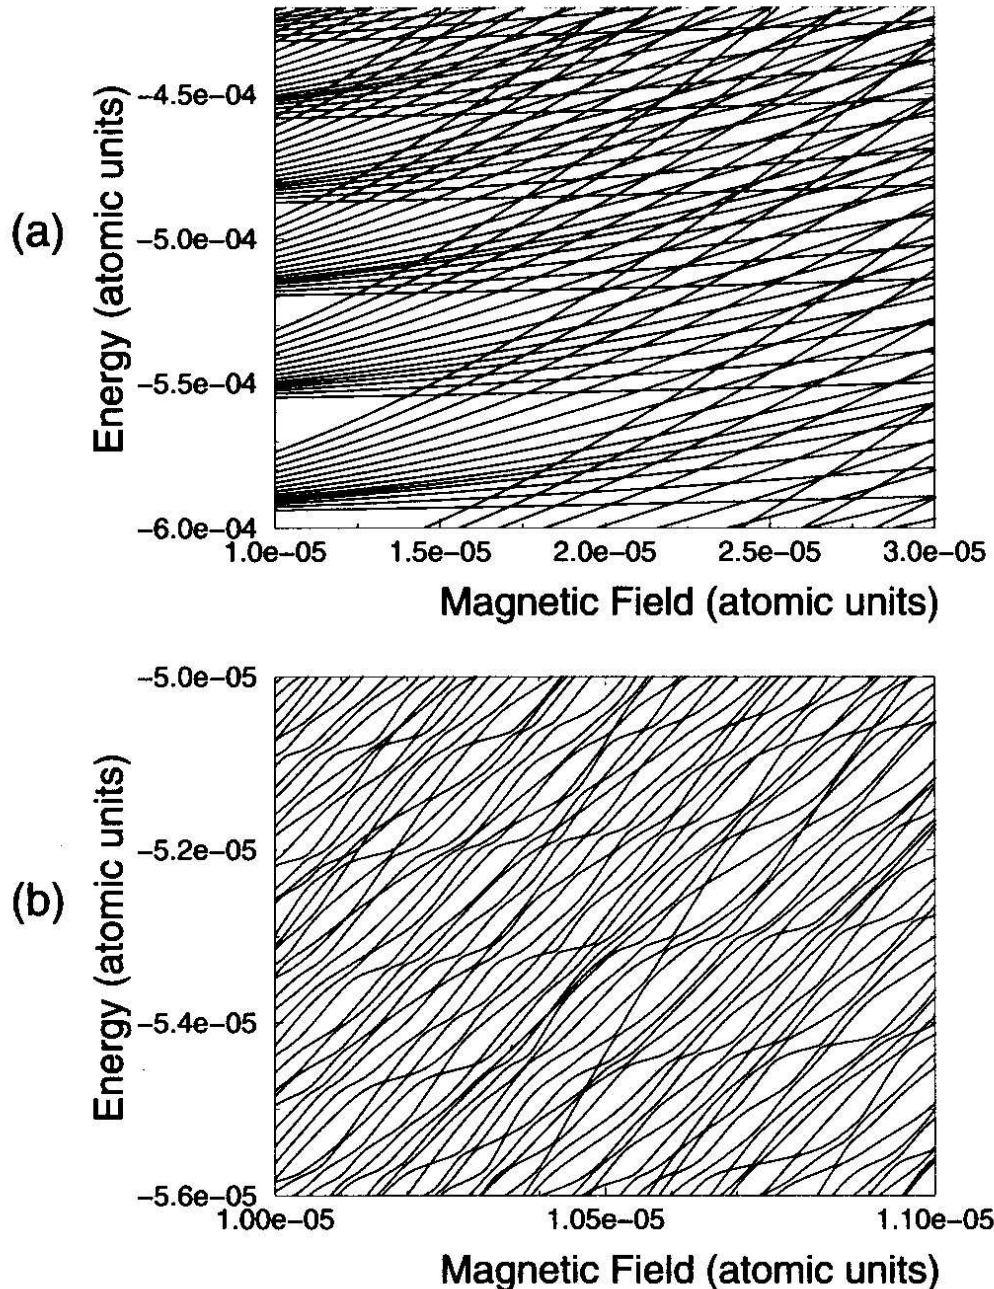 (a)
Energy (atomic units)
−4.5e−04
−5.0e−04
−5.5e−04
−6.0e−04
1.0e−05 1.5e−05 2.0e−05 2.5e−05 3.0e−05
Magnetic Field (atomic units)
(b)
Energy (atomic units)
−5.0e−05
−5.2e−05
−5.4e−05
−5.6e−05
1.00e−05 1.05e−05 1.10e−05
Magnetic Field (atomic units)